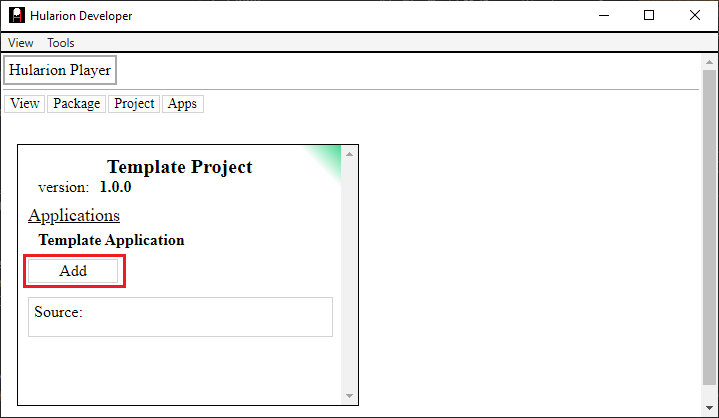 Hularion Developer
View Tools
Hularion Player
View Package Project Apps
Template Project
version: 1.0.0
Applications
Template Application
Add
Source: